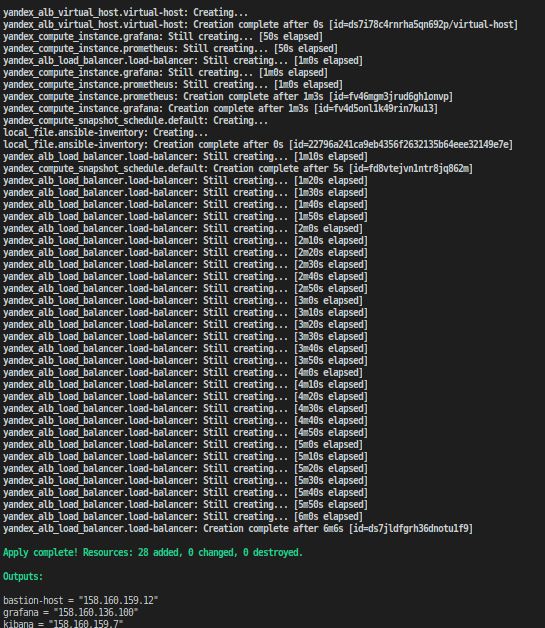 yandex_alb_virtual_host.virtual-host: Creating...
yandex_alb_virtual_host.virtual-host: Creation complete after 0s [id=ds7i78c4rnrha5qn692p/virtual-host]
yandex_compute_instance.grafana: Still creating... [50s elapsed]
yandex_compute_instance.prometheus: Still creating... [50s elapsed]
yandex_alb_load_balancer.load-balancer: Still creating... [1m0s elapsed]
yandex_compute_instance.grafana: Still creating... [1m0s elapsed]
yandex_compute_instance.prometheus: Still creating... [1m0s elapsed]
yandex_compute_instance.prometheus: Creation complete after 1m3s [id=fv46mgm3jrud6gh1onvp]
yandex_compute_instance.grafana: Creation complete after 1m3s [id=fv4d5onl1k49rin7ku13]
yandex_compute_snapshot_schedule.default: Creating...
local_file.ansible-inventory: Creating...
local_file.ansible-inventory: Creation complete after 0s [id=22796a241ca9eb4356f2632135b64eee32149e7e]
yandex_alb_load_balancer.load-balancer: Still creating... [1m10s elapsed]
yandex_compute_snapshot_schedule.default: Creation complete after 5s [id=fd8vtejvn1ntr8jq862m]
yandex_alb_load_balancer.load-balancer: Still creating... [1m20s elapsed]
yandex_alb_load_balancer.load-balancer: Still creating... [1m30s elapsed]
yandex_alb_load_balancer.load-balancer: Still creating... [1m40s elapsed]
yandex_alb_load_balancer.load-balancer: Still creating... [1m50s elapsed]
yandex_alb_load_balancer.load-balancer: Still creating... [2m0s elapsed]
yandex_alb_load_balancer.load-balancer: Still creating... [2m10s elapsed]
yandex_alb_load_balancer.load-balancer: Still creating... [2m20s elapsed]
yandex_alb_load_balancer.load-balancer: Still creating... [2m30s elapsed]
yandex_alb_load_balancer.load-balancer: Still creating... [2m40s elapsed]
yandex_alb_load_balancer.load-balancer: Still creating... [2m50s elapsed]
yandex_alb_load_balancer.load-balancer: Still creating... [3m0s elapsed]
yandex_alb_load_balancer.load-balancer: Still creating... [3m10s elapsed]
yandex_alb_load_balancer.load-balancer: Still creating... [3m20s elapsed]
yandex_alb_load_balancer.load-balancer: Still creating... [3m30s elapsed]
yandex_alb_load_balancer.load-balancer: Still creating... [3m40s elapsed]
yandex_alb_load_balancer.load-balancer: Still creating... [3m50s elapsed]
yandex_alb_load_balancer.load-balancer: Still creating... [4m0s elapsed]
yandex_alb_load_balancer.load-balancer: Still creating... [4m10s elapsed]
yandex_alb_load_balancer.load-balancer: Still creating... [4m20s elapsed]
yandex_alb_load_balancer.load-balancer: Still creating... [4m30s elapsed]
yandex_alb_load_balancer.load-balancer: Still creating... [4m40s elapsed]
yandex_alb_load_balancer.load-balancer: Still creating... [4m50s elapsed]
yandex_alb_load_balancer.load-balancer: Still creating... [5m0s elapsed]
yandex_alb_load_balancer.load-balancer: Still creating... [5m10s elapsed]
yandex_alb_load_balancer.load-balancer: Still creating... [5m20s elapsed]
yandex_alb_load_balancer.load-balancer: Still creating... [5m30s elapsed]
yandex_alb_load_balancer.load-balancer: Still creating... [5m40s elapsed]
yandex_alb_load_balancer.load-balancer: Still creating... [5m50s elapsed]
yandex_alb_load_balancer.load-balancer: Still creating... [6m0s elapsed]
yandex_alb_load_balancer.load-balancer: Creation complete after 6m6s [id=ds7jldfgrh36dnotu1f9]
Apply complete! Resources: 28 added, 0 changed, 0 destroyed.
Outputs:
bastion-host = "158.160.159.12"
grafana = "158.160.136.100"
kibana = "158.160.159.7"